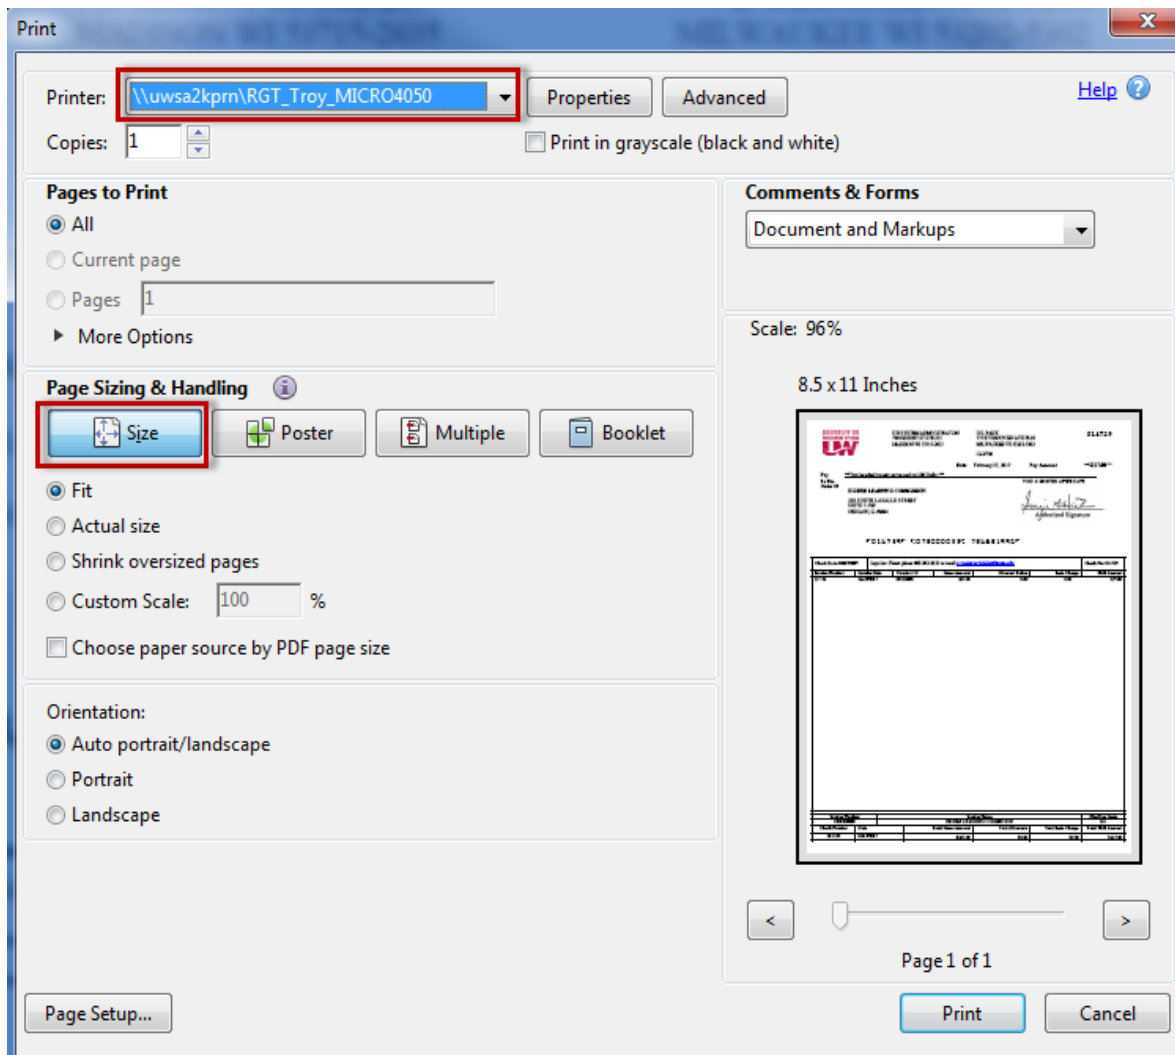 Print
Printer: \\uwsa2kprn\RGT_Troy_MICRO4050 Properties Advanced Help
Copies: 1 Print in grayscale (black and white)
Pages to Print
All
Current page
Pages 1
More Options
Comments & Forms
Document and Markups
Page Sizing & Handling
Size Poster Multiple Booklet
Fit
Actual size
Shrink oversized pages
Custom Scale: 100 %
Choose paper source by PDF page size
Orientation:
Auto portrait/landscape
Portrait
Landscape
Scale: 96%
8.5 x 11 Inches
UW
Authorized Signature
< >
Page 1 of 1
Page Setup... Print Cancel